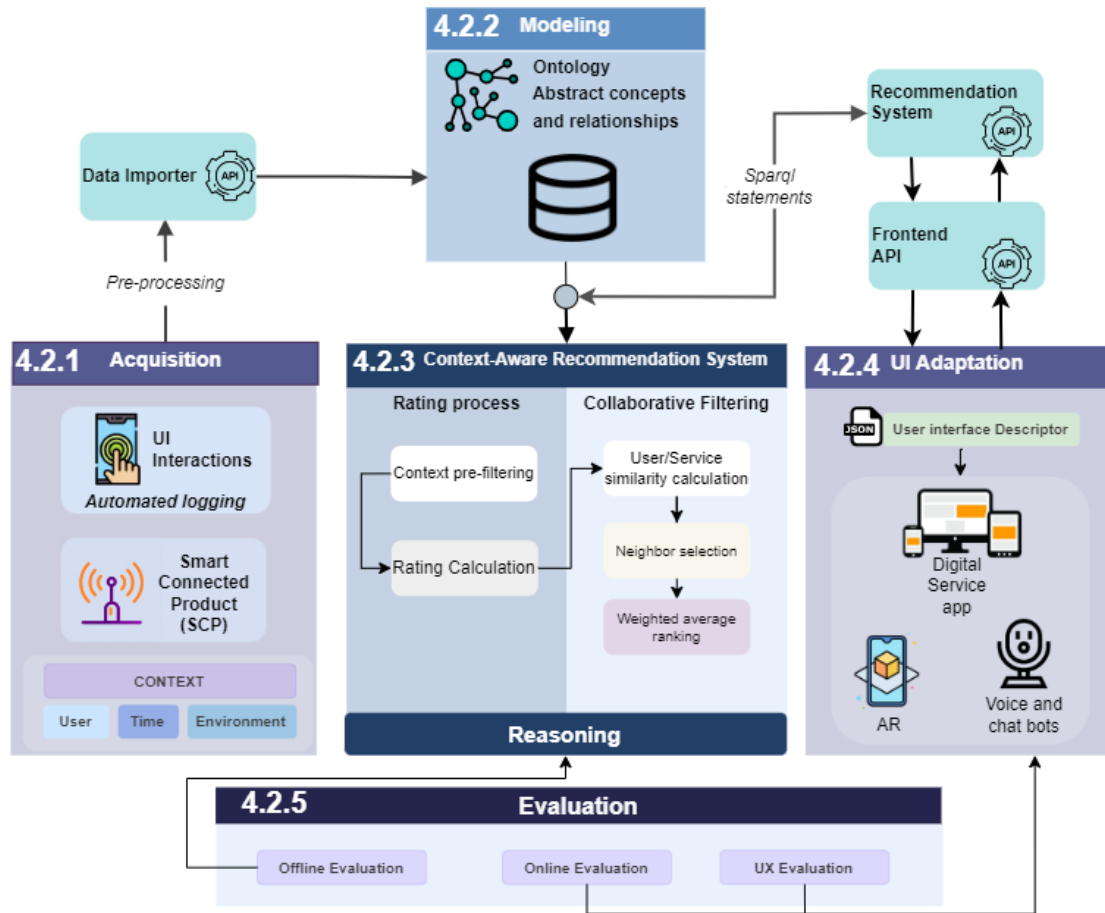 4.2.2 Modeling
Ontology
Abstract concepts
and relationships
Recommendation
System
API
Data Importer
API
Sparql
statements
Frontend
API
API
Pre-processing
4.2.1 Acquisition
UI
Interactions
Automated logging
Smart
Connected
Product
(SCP)
CONTEXT
User
Time
Environment
4.2.3 Context-Aware Recommendation System
Rating process
Collaborative Filtering
Context pre-filtering
User/Service
similarity calculation
Rating Calculation
Neighbor selection
Weighted average
ranking
Reasoning
4.2.4 UI Adaptation
JSON
User interface Descriptor
Digital
Service
app
AR
Voice and
chat bots
4.2.5 Evaluation
Offline Evaluation
Online Evaluation
UX Evaluation